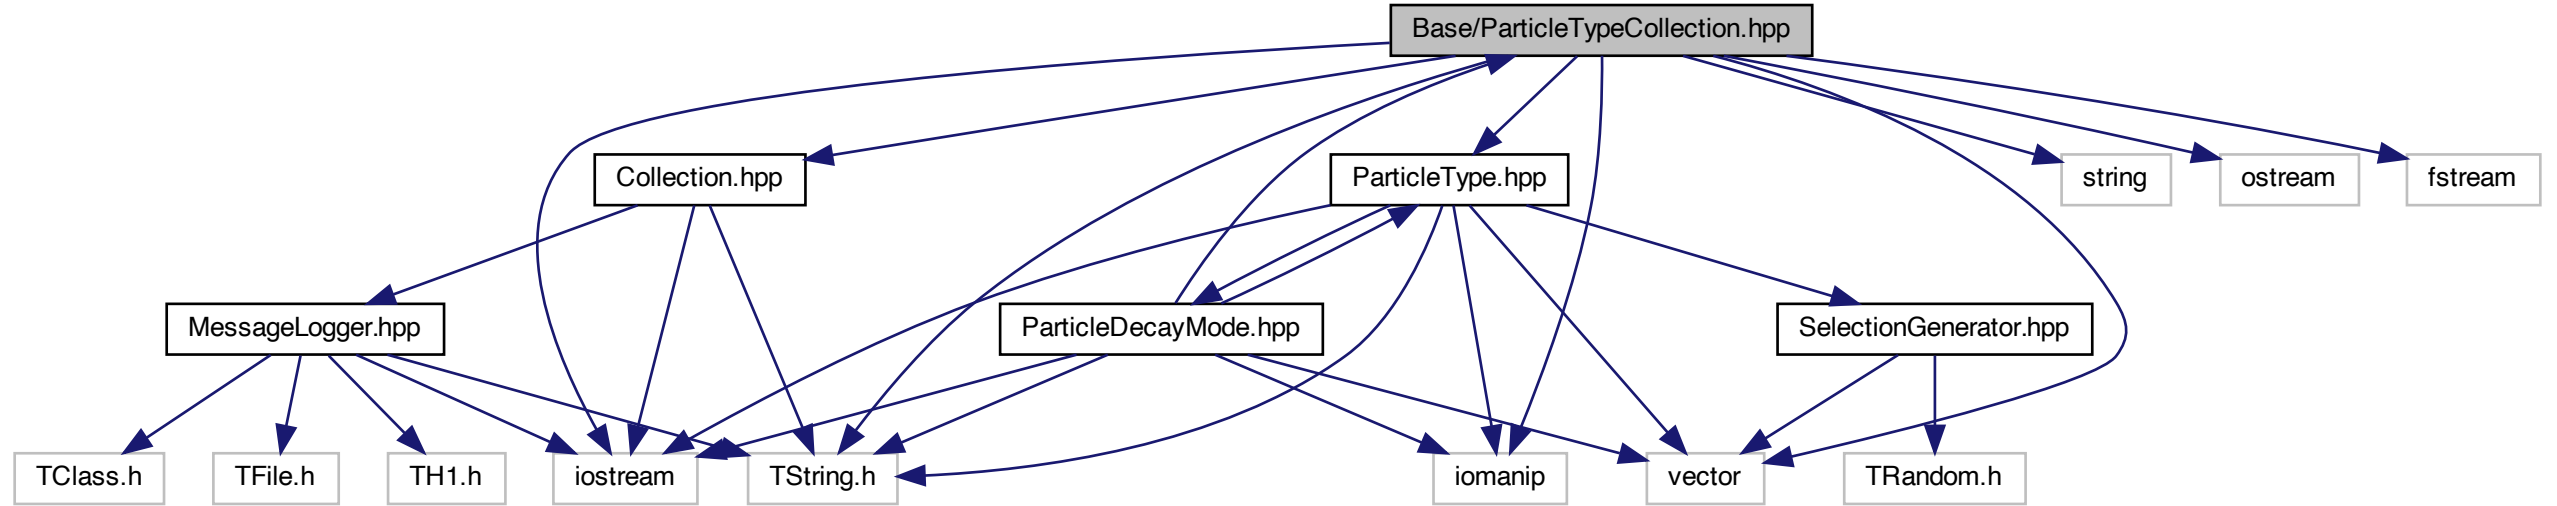 Base/ParticleTypeCollection.hpp
Collection.hpp
ParticleType.hpp
string
ostream
fstream
MessageLogger.hpp
ParticleDecayMode.hpp
SelectionGenerator.hpp
TClass.h
TFile.h
TH1.h
iostream
TString.h
iomanip
vector
TRandom.h